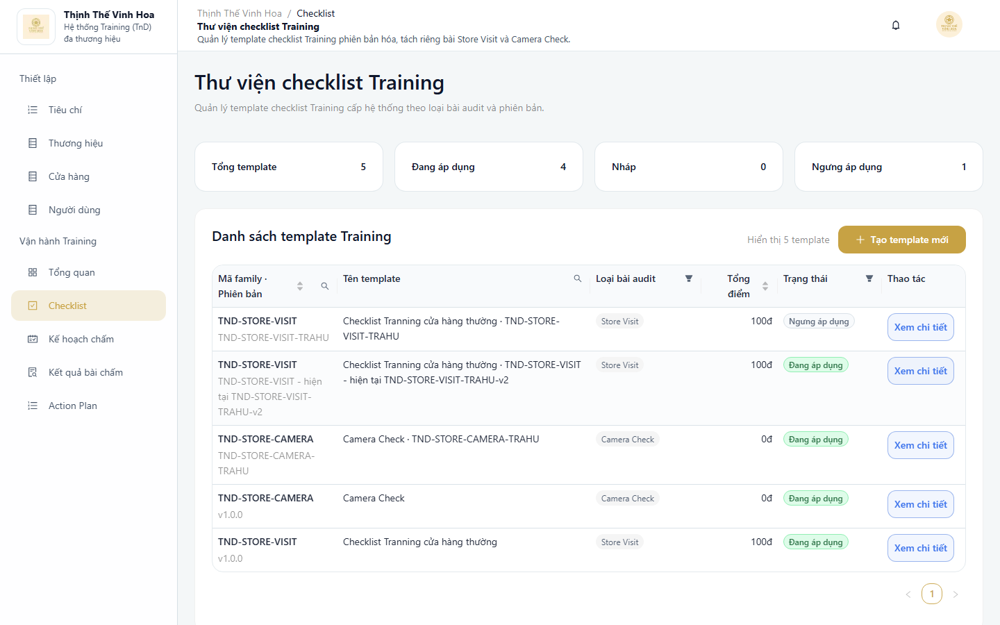 Thịnh Thế Vinh Hoa
Hệ thống Training (TnD)
đa thương hiệu
Thịnh Thế Vinh Hoa / Checklist
Thư viện checklist Training
Quản lý template checklist Training phiên bản hóa, tách riêng bài Store Visit và Camera Check.
Thiết lập
Tiêu chí
Thương hiệu
Cửa hàng
Người dùng
Vận hành Training
Tổng quan
Checklist
Kế hoạch chấm
Kết quả bài chấm
Action Plan
Thư viện checklist Training
Quản lý template checklist Training cấp hệ thống theo loại bài audit và phiên bản.
Tổng template 5
Đang áp dụng 4
Nháp 0
Ngưng áp dụng 1
Danh sách template Training
Hiển thị 5 template
Tạo template mới
Mã family ·
Phiên bản
Tên template
Loại bài audit
Tổng
điểm
Trạng thái
Thao tác
TND-STORE-VISIT
TND-STORE-VISIT-TRAHU
Checklist Tranning cửa hàng thường · TND-STORE-
VISIT-TRAHU
Store Visit
100đ
Ngưng áp dụng
Xem chi tiết
TND-STORE-VISIT
TND-STORE-VISIT - hiện
tại TND-STORE-VISIT-
TRAHU-v2
Checklist Tranning cửa hàng thường · TND-STORE-VISIT
- hiện tại TND-STORE-VISIT-TRAHU-v2
Store Visit
100đ
Đang áp dụng
Xem chi tiết
TND-STORE-CAMERA
TND-STORE-CAMERA-
TRAHU
Camera Check · TND-STORE-CAMERA-TRAHU
Camera Check
0đ
Đang áp dụng
Xem chi tiết
TND-STORE-CAMERA
v1.0.0
Camera Check
Camera Check
0đ
Đang áp dụng
Xem chi tiết
TND-STORE-VISIT
v1.0.0
Checklist Tranning cửa hàng thường
Store Visit
100đ
Đang áp dụng
Xem chi tiết
1